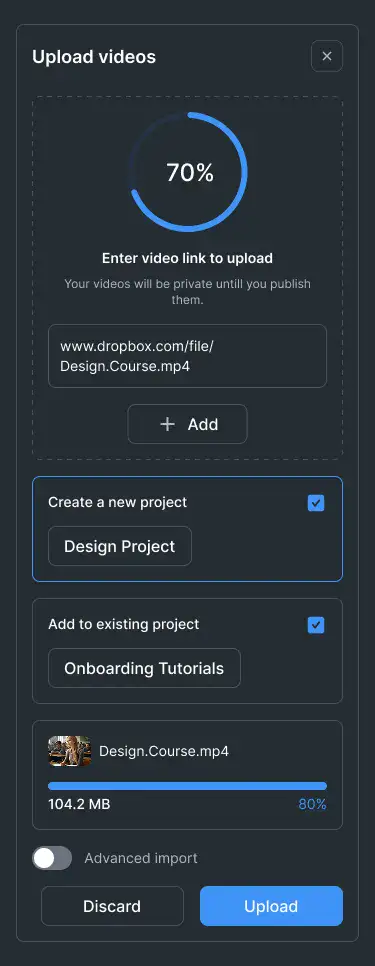 Upload videos
70%
Enter video link to upload
Your videos will be private untill you publish
them.
www.dropbox.com/file/
Design.Course.mp4
Add
Create a new project
Design Project
Add to existing project
Onboarding Tutorials
Design.Course.mp4
104.2 MB 80%
Advanced import
Discard Upload